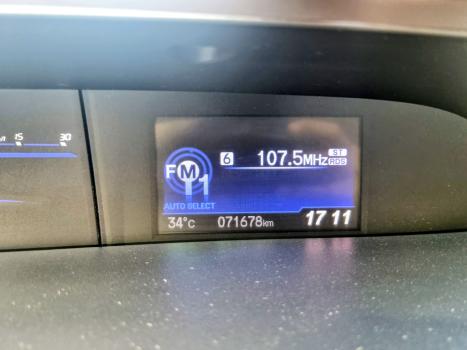 15 30
6 107.5MHz ST
RDS
FM
1
AUTO SELECT
34°C 071678km 17 11